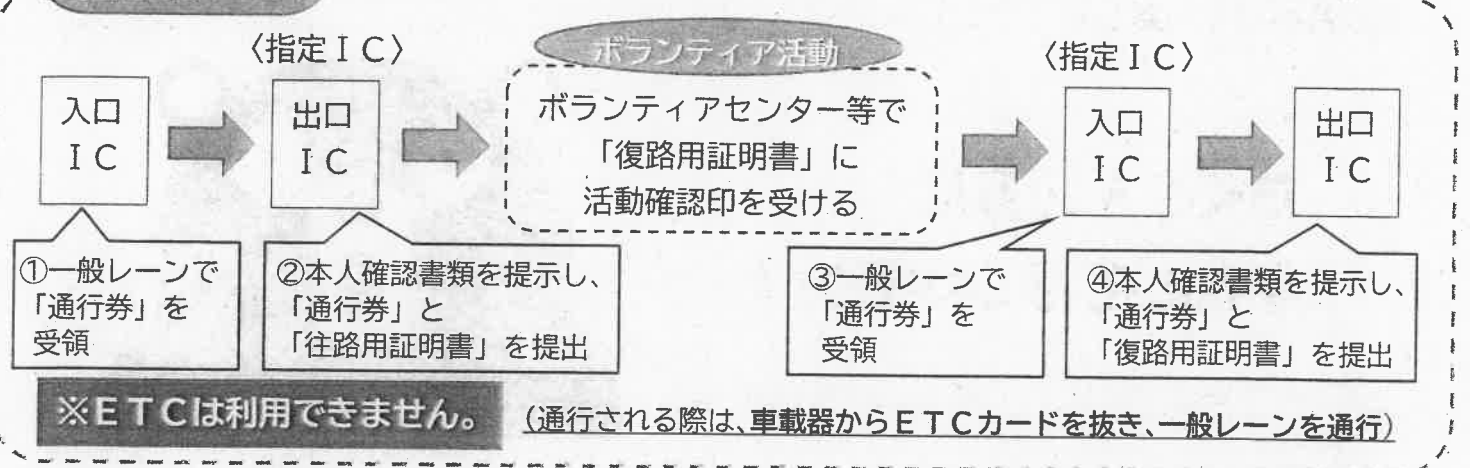 〈指定ＩＣ〉
ボランティア活動
〈指定ＩＣ〉
入口
ＩＣ
出口
ＩＣ
ボランティアセンター等で
「復路用証明書」に
活動確認印を受ける
入口
ＩＣ
出口
ＩＣ
①一般レーンで
「通行券」を
受領
②本人確認書類を提示し、
「通行券」と
「往路用証明書」を提出
③一般レーンで
「通行券」を
受領
④本人確認書類を提示し、
「通行券」と
「復路用証明書」を提出
※ＥＴＣは利用できません。
（通行される際は、車載器からＥＴＣカードを抜き、一般レーンを通行）